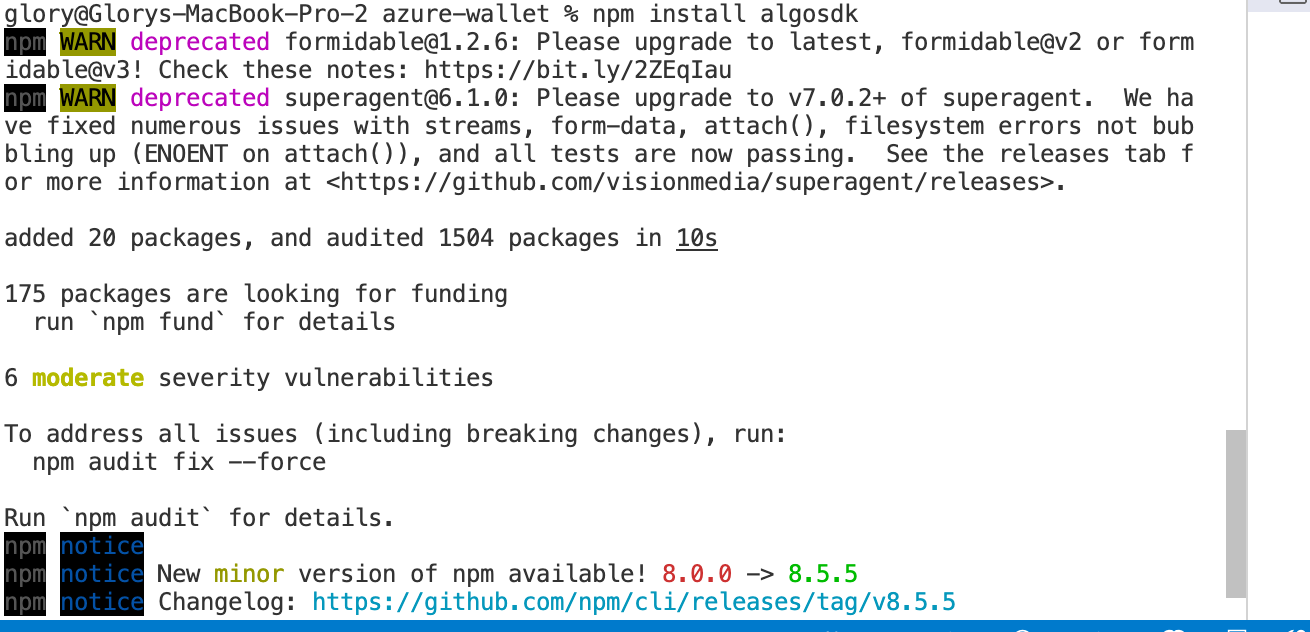 glory@Glorys-MacBook-Pro-2 azure-wallet % npm install algosdk
npm WARN deprecated formidable@1.2.6: Please upgrade to latest, formidable@v2 or form
idable@v3! Check these notes: https://bit.ly/2ZEqIau
npm WARN deprecated superagent@6.1.0: Please upgrade to v7.0.2+ of superagent.  We ha
ve fixed numerous issues with streams, form-data, attach(), filesystem errors not bub
bling up (ENOENT on attach()), and all tests are now passing.  See the releases tab f
or more information at <https://github.com/visionmedia/superagent/releases>.
added 20 packages, and audited 1504 packages in 10s
175 packages are looking for funding
  run `npm fund` for details
6 moderate severity vulnerabilities
To address all issues (including breaking changes), run:
  npm audit fix --force
Run `npm audit` for details.
npm notice
npm notice New minor version of npm available! 8.0.0 -> 8.5.5
npm notice Changelog: https://github.com/npm/cli/releases/tag/v8.5.5